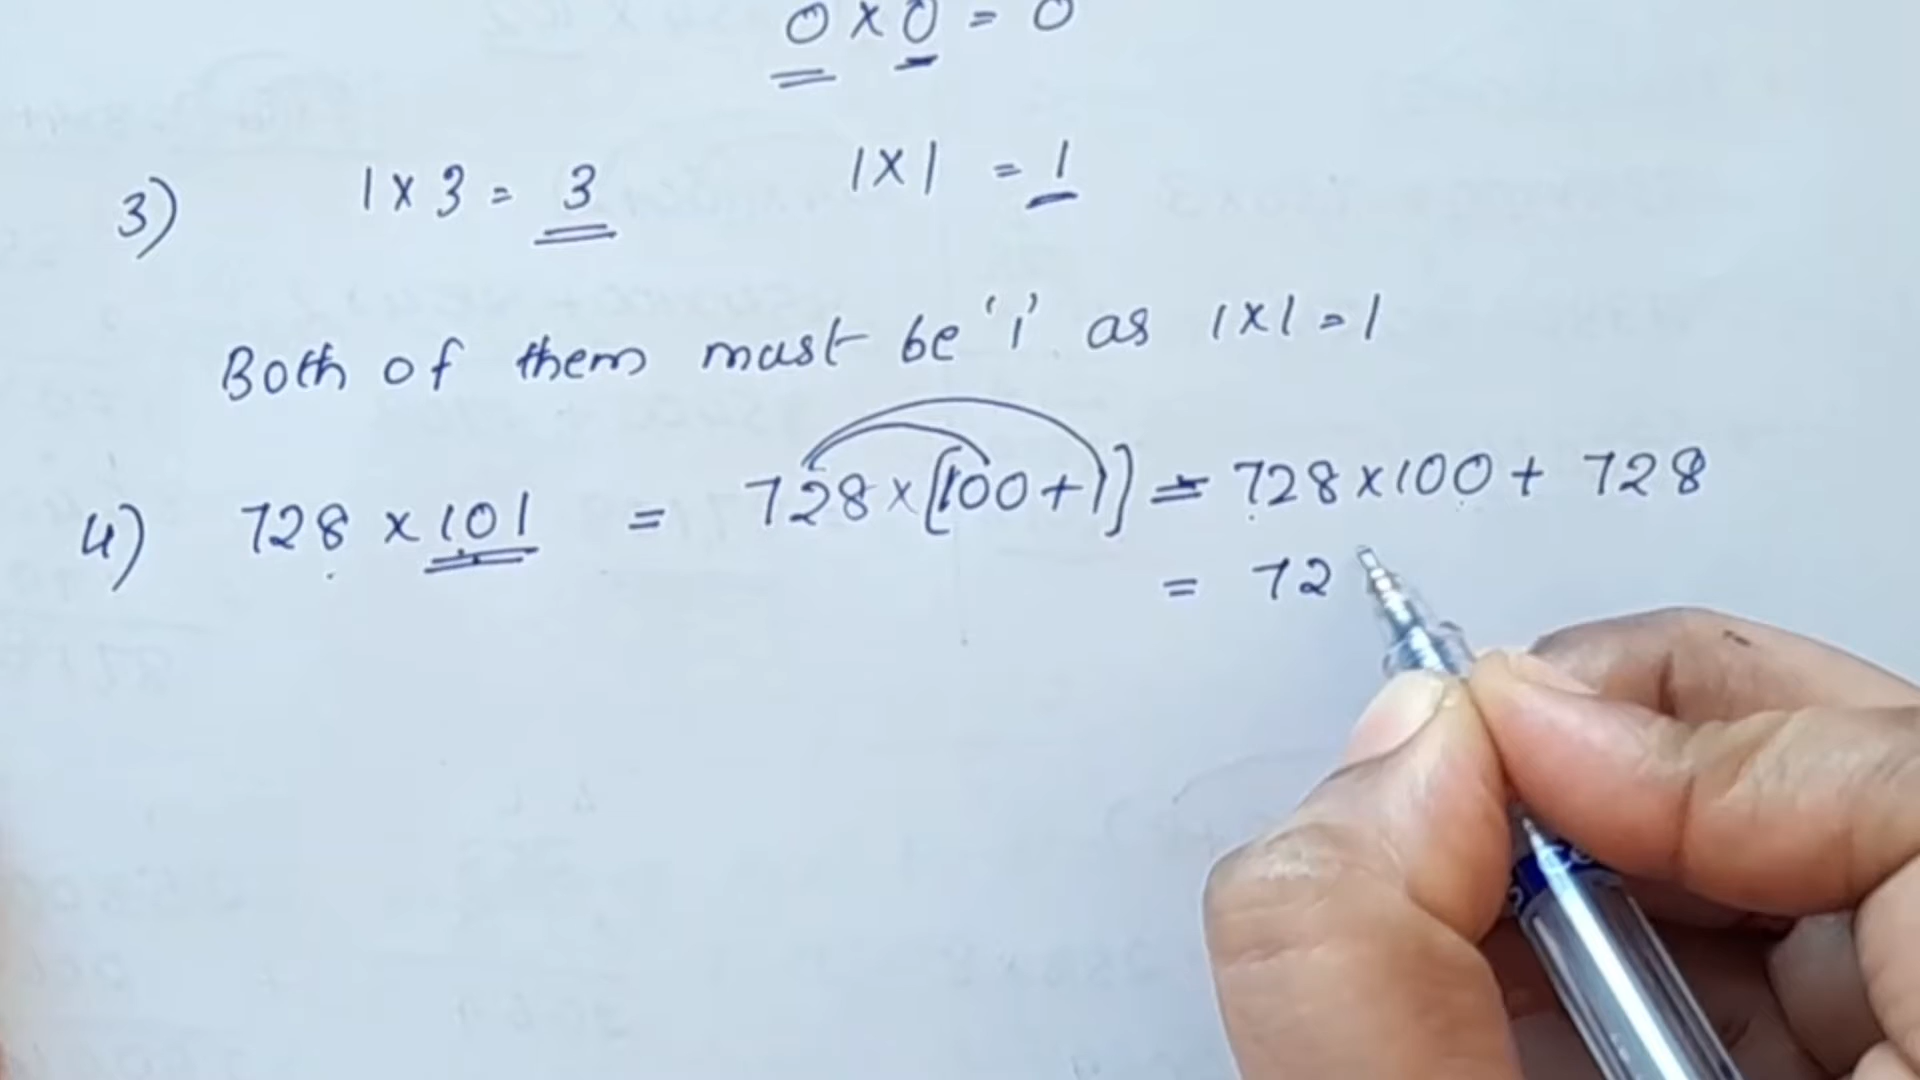 0 x 0 = 0
3) 1 x 3 = 3 1 x 1 = 1
Both of them must be '1' as 1 x 1 = 1
4) 728 x 101 = 728 x [100 + 1] = 728 x 100 + 728
= 72